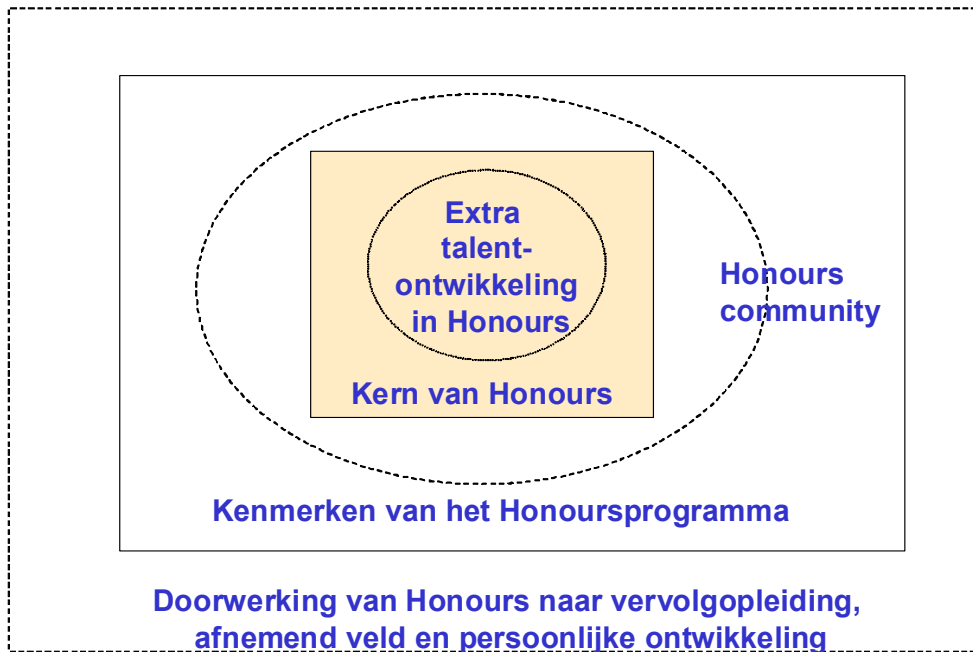 Extra
talent-
ontwikkeling
in Honours
Honours
community
Kern van Honours
Kenmerken van het Honoursprogramma
Doorwerking van Honours naar vervolgopleiding,
afnemend veld en persoonlijke ontwikkeling